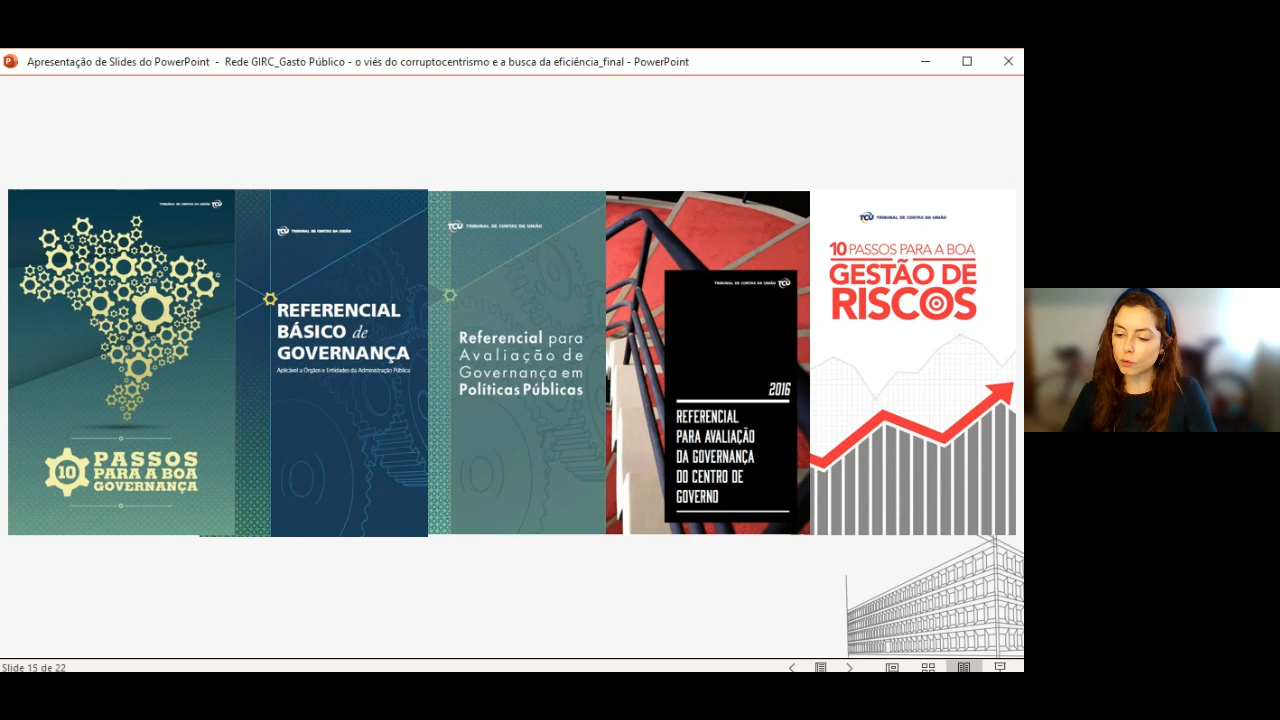 Apresentação de Slides do PowerPoint - Rede GIRC_Gasto Público - o viés do corruptocentrismo e a busca da eficiência_final - PowerPoint
TRIBUNAL DE CONTAS DA UNIÃO TCU
10
PASSOS
PARA A BOA
GOVERNANÇA
TCU TRIBUNAL DE CONTAS DA UNIÃO
REFERENCIAL
BÁSICO de
GOVERNANÇA
Aplicável a Órgãos e Entidades da Administração Pública
TCU TRIBUNAL DE CONTAS DA UNIÃO
Referencial para
Avaliação de
Governança em
Políticas Públicas
TRIBUNAL DE CONTAS DA UNIÃO TCU
2016
REFERENCIAL
PARA AVALIAÇÃO
DA GOVERNANÇA
DO CENTRO DE
GOVERNO
TCU TRIBUNAL DE CONTAS DA UNIÃO
10 PASSOS PARA A BOA
GESTÃO DE
RISCOS
Slide 15 de 22